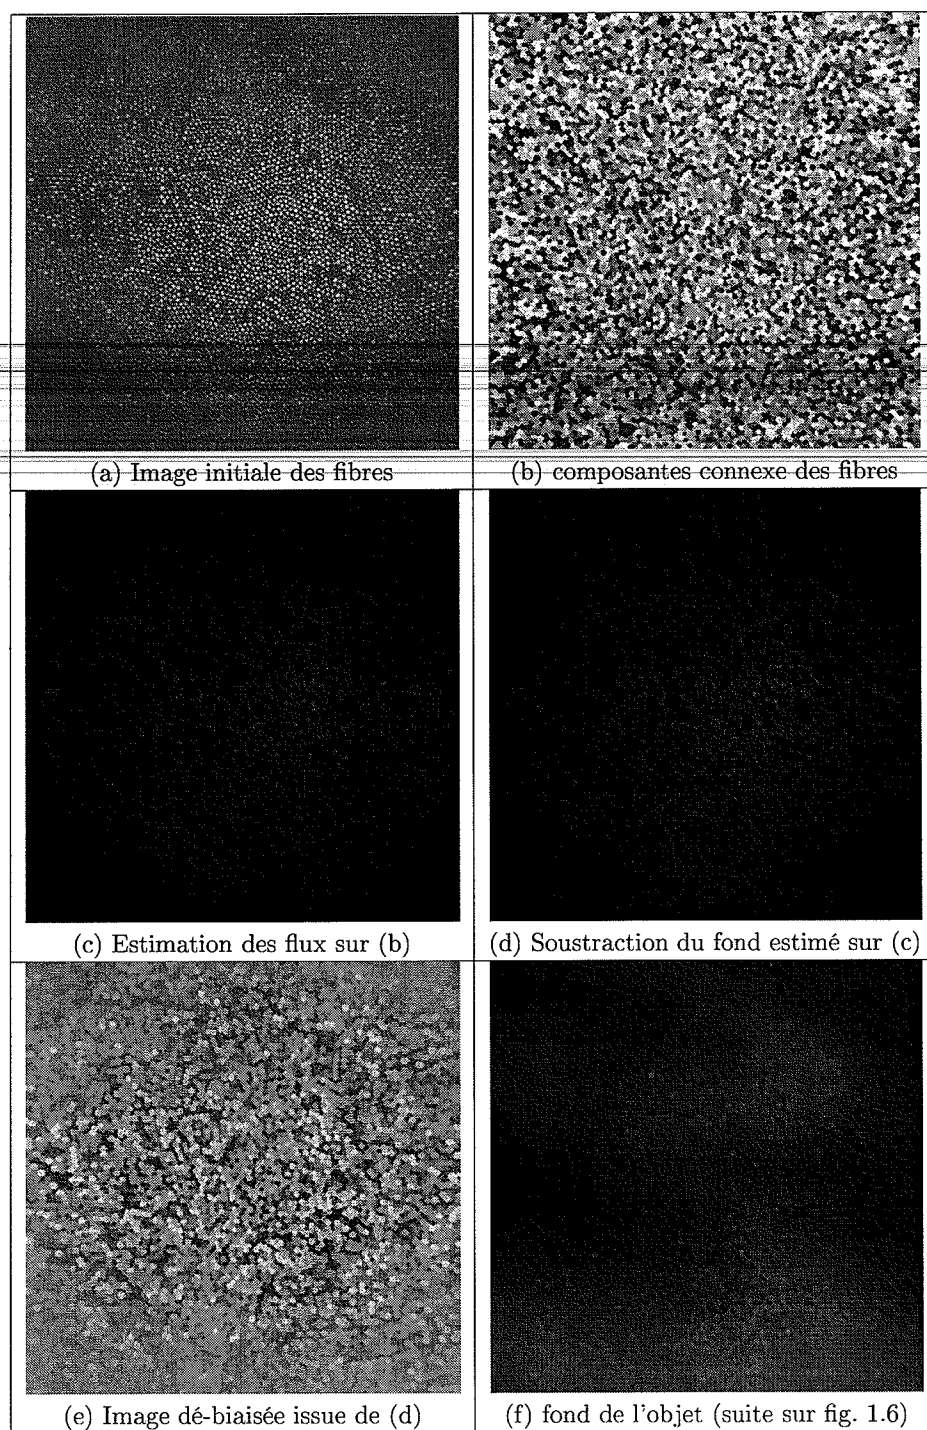 (a) Image initiale des fibres
(b) composantes connexe des fibres
(c) Estimation des flux sur (b)
(d) Soustraction du fond estimé sur (c)
(e) Image dé-biaisée issue de (d)
(f) fond de l'objet (suite sur fig. 1.6)